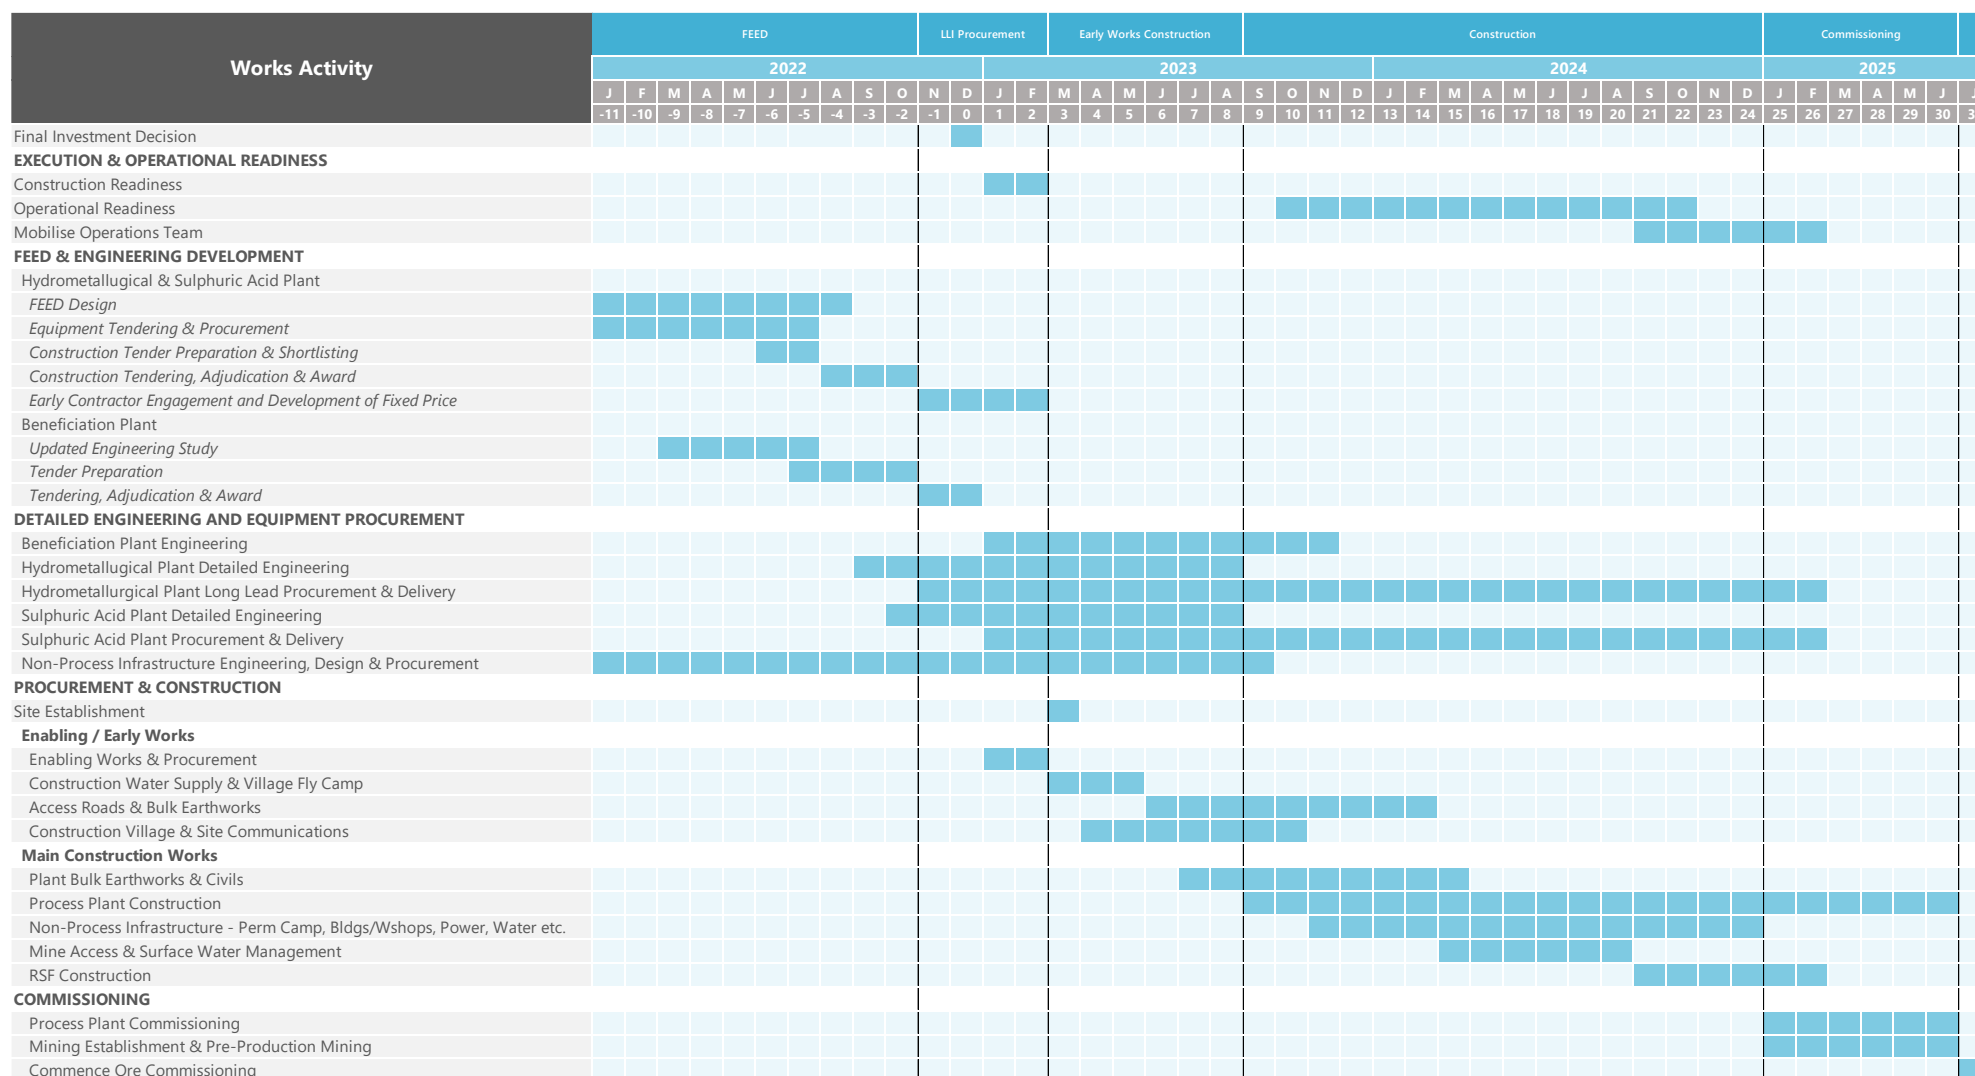 FEED LLI Procurement Early Works Construction Construction Commissioning
Works Activity
2022 2023 2024 2025
J F M A M J J A S O N D J F M A M J J A S O N D J F M A M J J A S O N D J F M A M J
-11 -10 -9 -8 -7 -6 -5 -4 -3 -2 -1 0 1 2 3 4 5 6 7 8 9 10 11 12 13 14 15 16 17 18 19 20 21 22 23 24 25 26 27 28 29 30
Final Investment Decision
EXECUTION & OPERATIONAL READINESS
Construction Readiness
Operational Readiness
Mobilise Operations Team
FEED & ENGINEERING DEVELOPMENT
Hydrometallugical & Sulphuric Acid Plant
FEED Design
Equipment Tendering & Procurement
Construction Tender Preparation & Shortlisting
Construction Tendering, Adjudication & Award
Early Contractor Engagement and Development of Fixed Price
Beneficiation Plant
Updated Engineering Study
Tender Preparation
Tendering, Adjudication & Award
DETAILED ENGINEERING AND EQUIPMENT PROCUREMENT
Beneficiation Plant Engineering
Hydrometallugical Plant Detailed Engineering
Hydrometallurgical Plant Long Lead Procurement & Delivery
Sulphuric Acid Plant Detailed Engineering
Sulphuric Acid Plant Procurement & Delivery
Non-Process Infrastructure Engineering, Design & Procurement
PROCUREMENT & CONSTRUCTION
Site Establishment
Enabling / Early Works
Enabling Works & Procurement
Construction Water Supply & Village Fly Camp
Access Roads & Bulk Earthworks
Construction Village & Site Communications
Main Construction Works
Plant Bulk Earthworks & Civils
Process Plant Construction
Non-Process Infrastructure - Perm Camp, Bldgs/Wshops, Power, Water etc.
Mine Access & Surface Water Management
RSF Construction
COMMISSIONING
Process Plant Commissioning
Mining Establishment & Pre-Production Mining
Commence Ore Commissioning